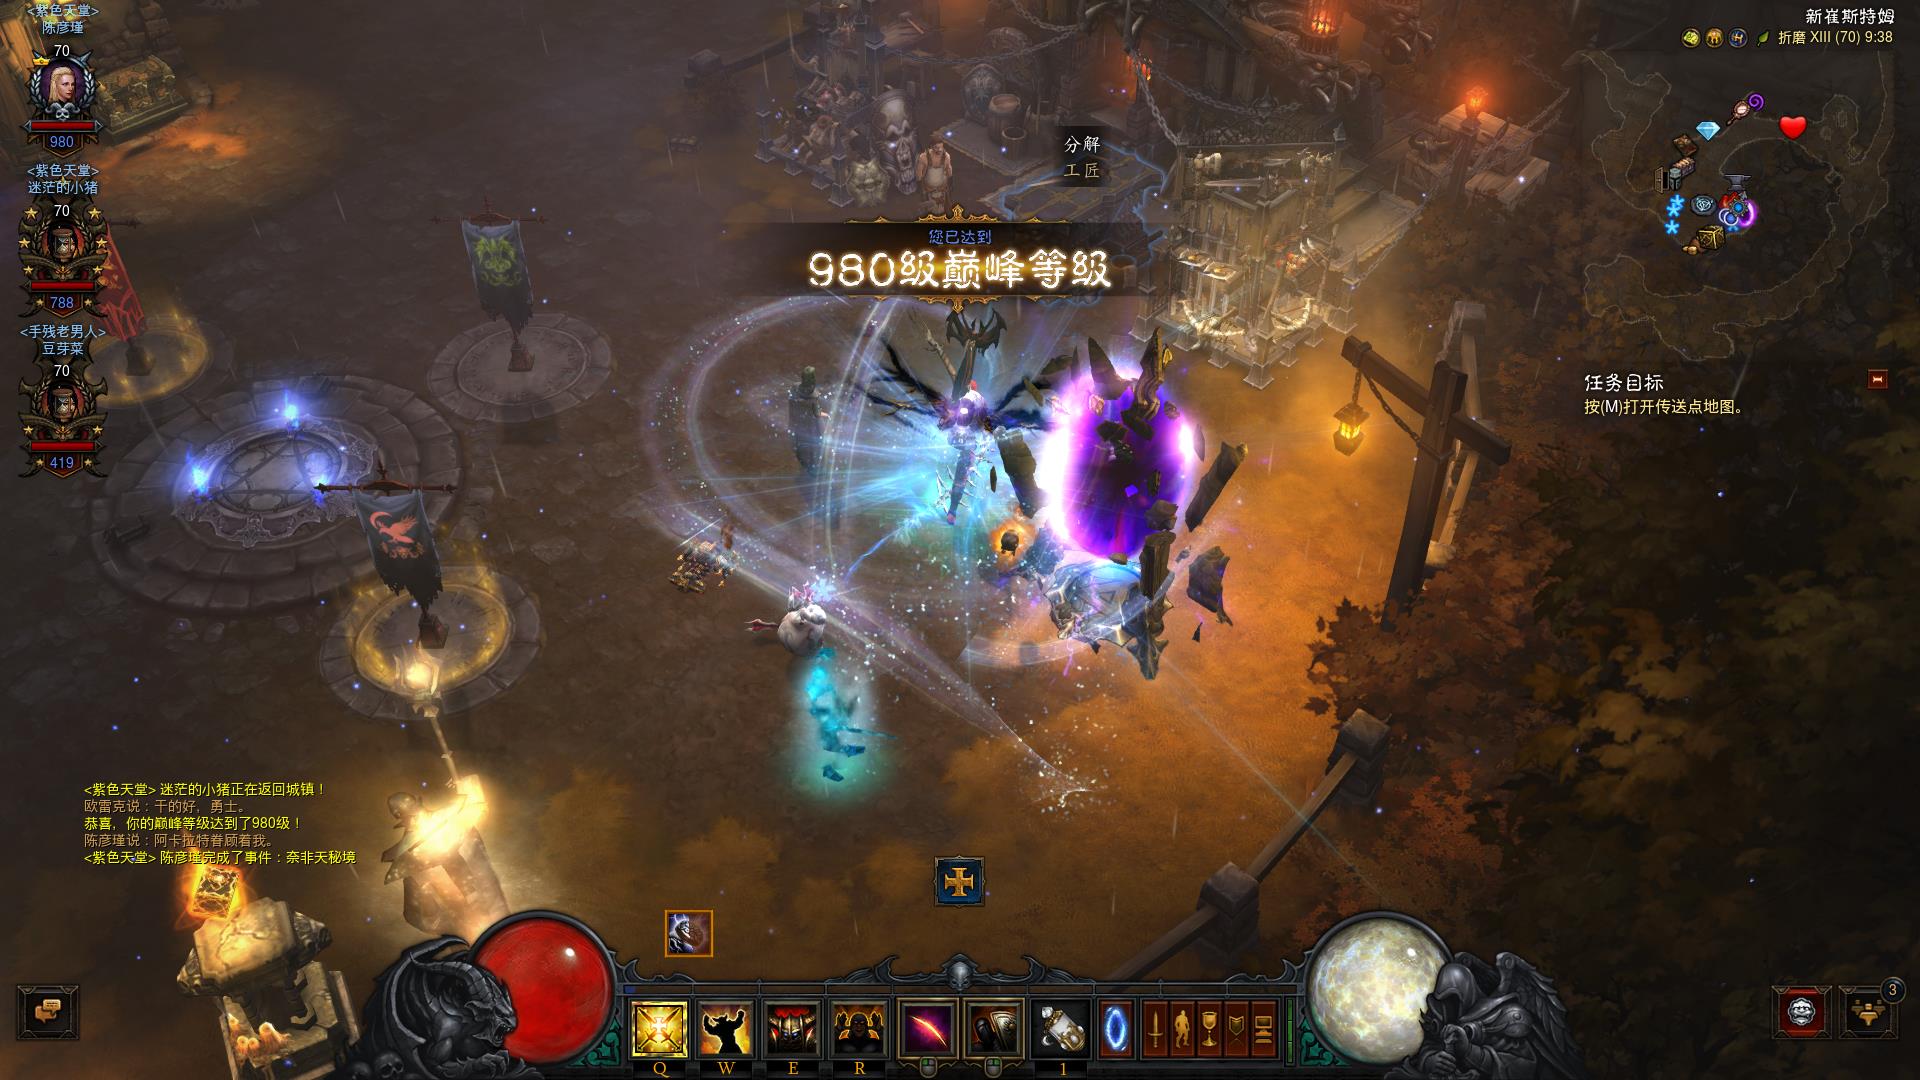 <紫色天堂>
陈彦瑾
70
980
<紫色天堂>
迷茫的小猪
70
788
<手残老男人>
豆芽菜
70
419
新崔斯特姆
折磨 XIII (70) 9:38
分解
工匠
您已达到
980级巅峰等级
任务目标
按(M)打开传送点地图。
<紫色天堂> 迷茫的小猪正在返回城镇！
欧雷克说：干的好，勇士。
恭喜，你的巅峰等级达到了980级！
陈彦瑾说：阿卡拉特眷顾着我。
<紫色天堂> 陈彦瑾完成了事件：奈非天秘境
3
Q W E R 1